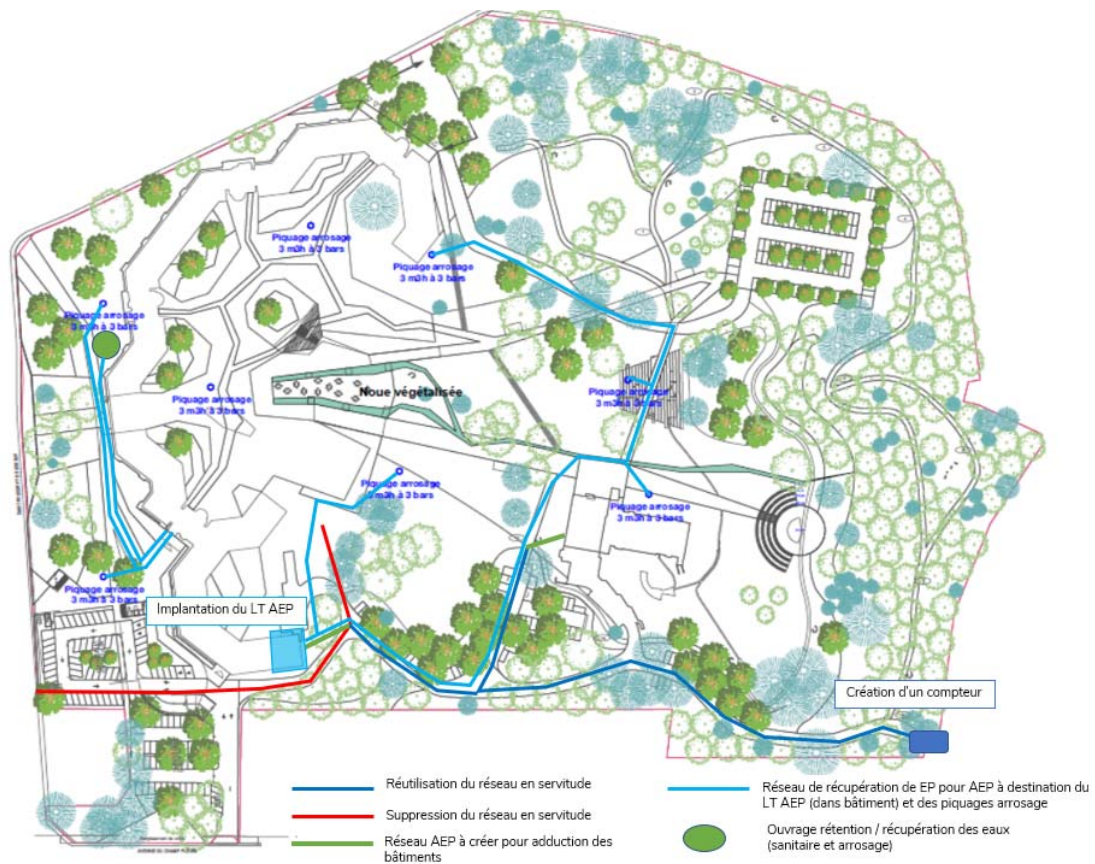 Piquage arrosage
3 m3h à 3 bars
Piquage arrosage
3 m3h à 3 bars
Piquage arrosage
3 m3h à 3 bars
Piquage arrosage
3 m3h à 3 bars
Noue végétalisée
Piquage arrosage
3 m3h à 3 bars
Piquage arrosage
3 m3h à 3 bars
Piquage arrosage
3 m3h à 3 bars
Piquage arrosage
3 m3h à 3 bars
Implantation du LT AEP
Création d'un compteur
Réutilisation du réseau en servitude
Suppression du réseau en servitude
Réseau AEP à créer pour adduction des
bâtiments
Réseau de récupération de EP pour AEP à destination du
LT AEP (dans bâtiment) et des piquages arrosage
Ouvrage rétention / récupération des eaux
(sanitaire et arrosage)